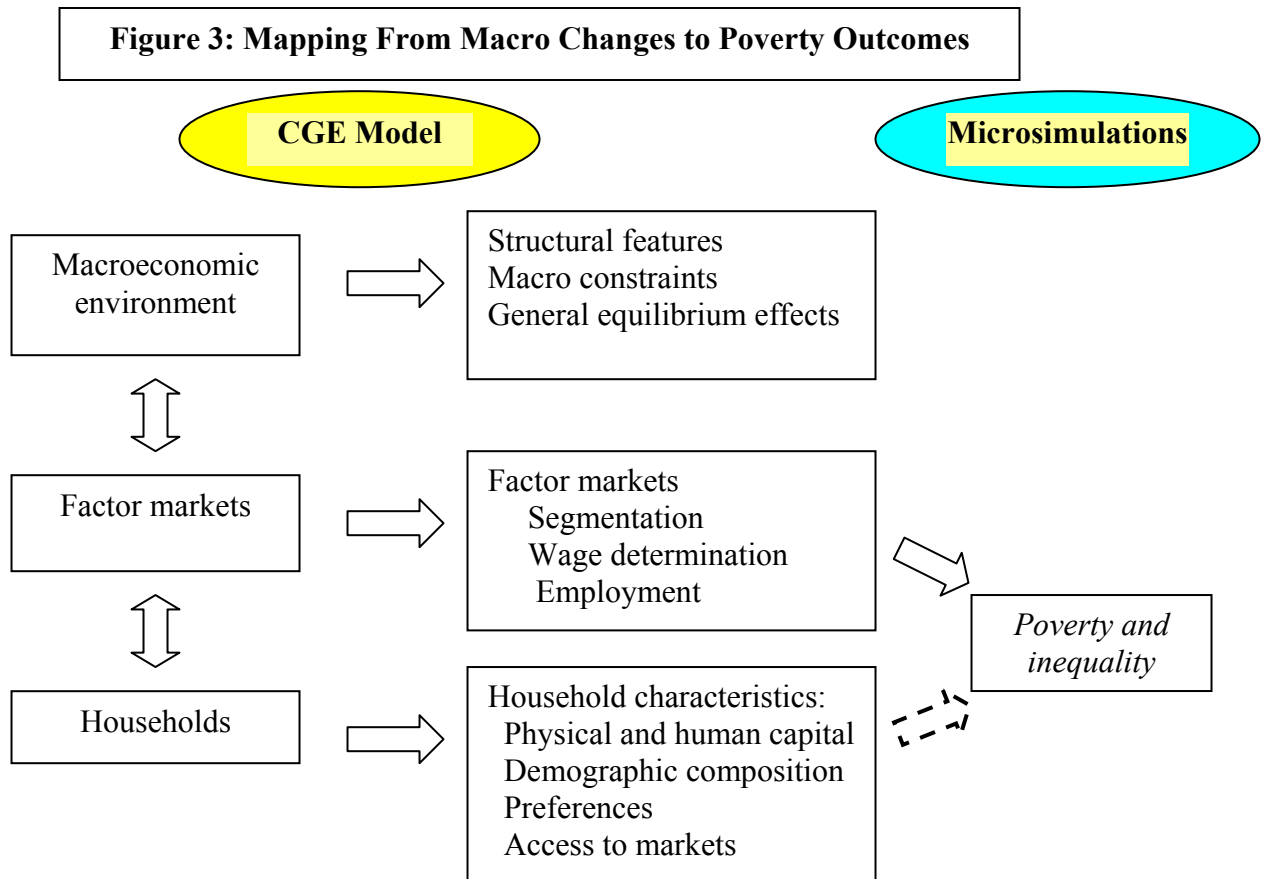 Figure 3: Mapping From Macro Changes to Poverty Outcomes
CGE Model
Microsimulations
Macroeconomic
environment
Structural features
Macro constraints
General equilibrium effects
Factor markets
Factor markets
Segmentation
Wage determination
Employment
Poverty and
inequality
Households
Household characteristics:
Physical and human capital
Demographic composition
Preferences
Access to markets